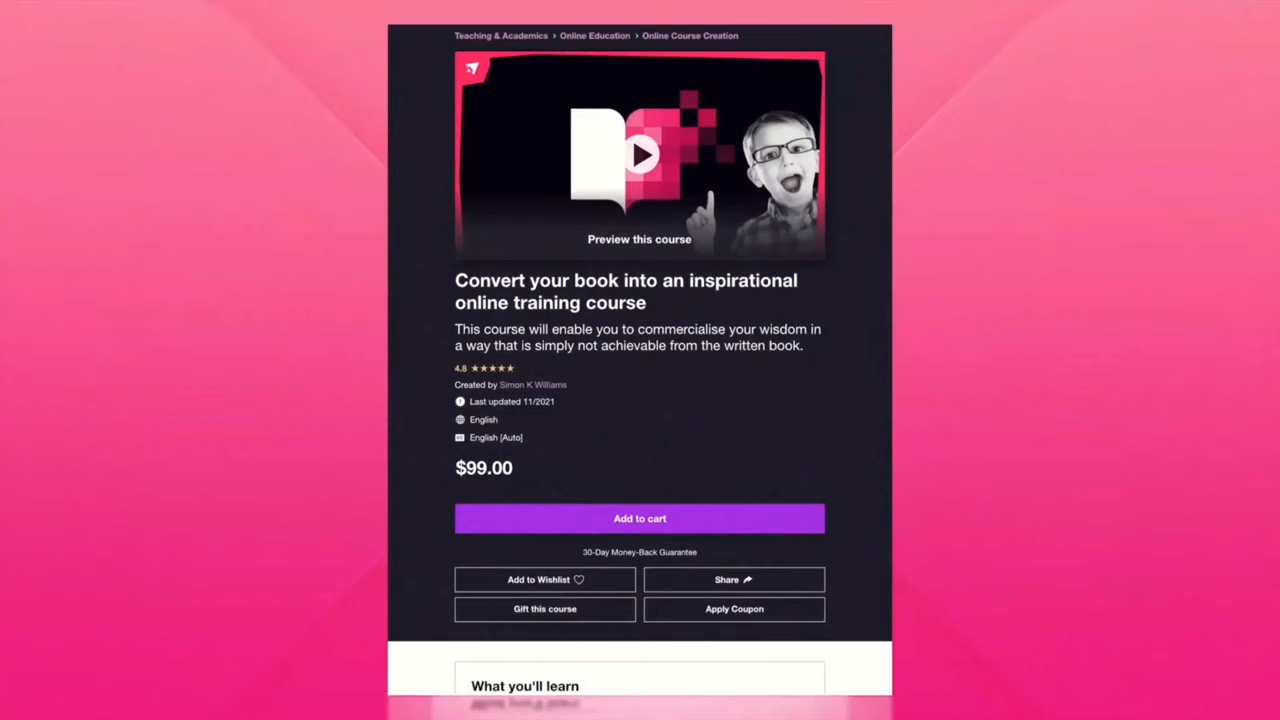 Teaching & Academics > Online Education > Online Course Creation
Preview this course
Convert your book into an inspirational
online training course
This course will enable you to commercialise your wisdom in
a way that is simply not achievable from the written book.
4.8 ★★★★★
Created by Simon K Williams
Last updated 11/2021
English
English [Auto]
$99.00
Add to cart
30-Day Money-Back Guarantee
Add to Wishlist
Share
Gift this course
Apply Coupon
What you'll learn